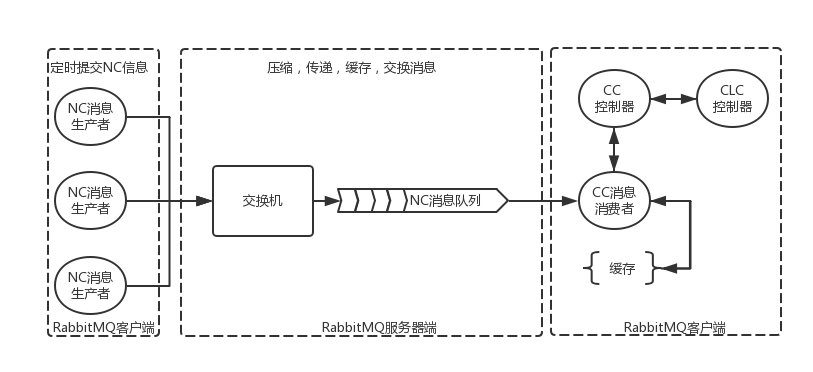 定时提交NC信息
NC消息
生产者
NC消息
生产者
NC消息
生产者
RabbitMQ客户端
压缩，传递，缓存，交换消息
交换机
NC消息队列
RabbitMQ服务器端
CC
控制器
CLC
控制器
CC消息
消费者
缓存
RabbitMQ客户端